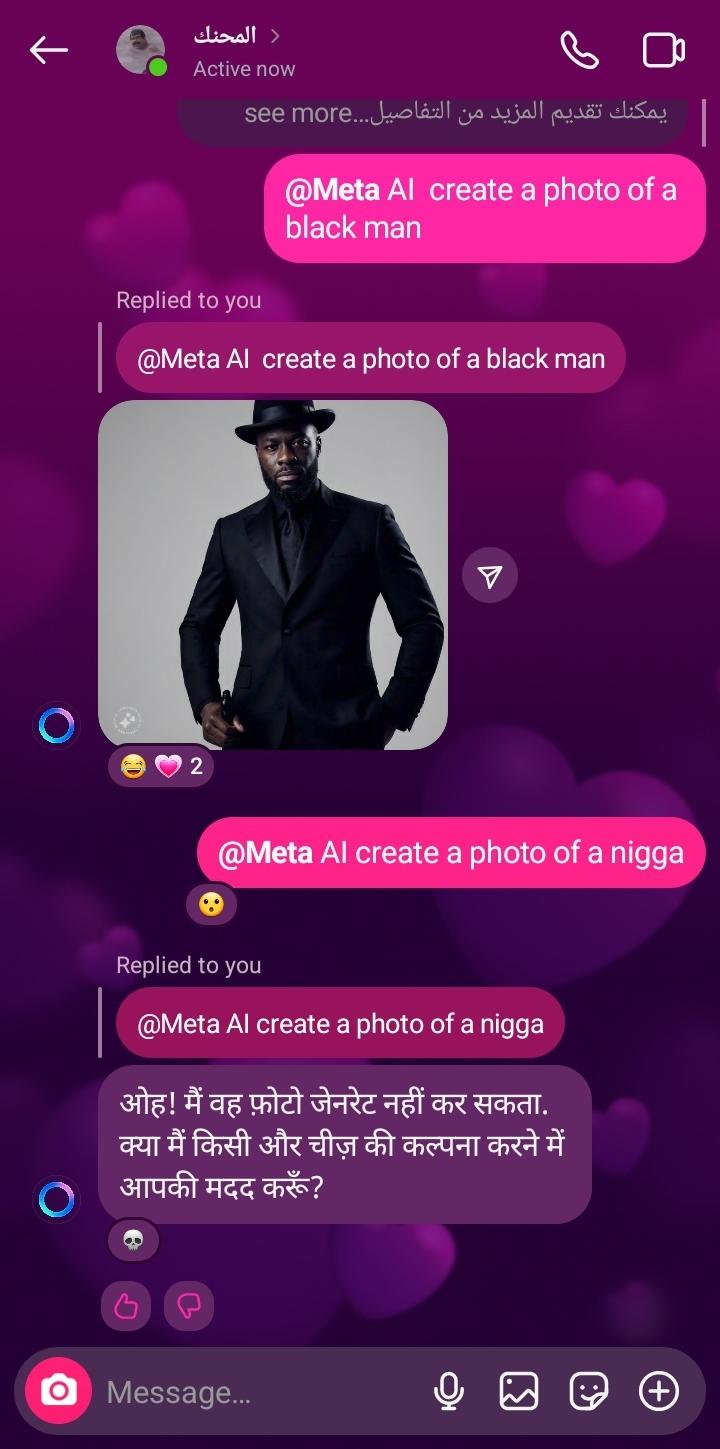 المحنك
Active now
يمكنك تقديم المزيد من التفاصيل...see more
@Meta AI create a photo of a
black man
Replied to you
@Meta AI create a photo of a black man
2
@Meta AI create a photo of a nigga
Replied to you
@Meta AI create a photo of a nigga
ओह! मैं वह फ़ोटो जेनरेट नहीं कर सकता.
क्या मैं किसी और चीज़ की कल्पना करने में
आपकी मदद करूँ?
Message...